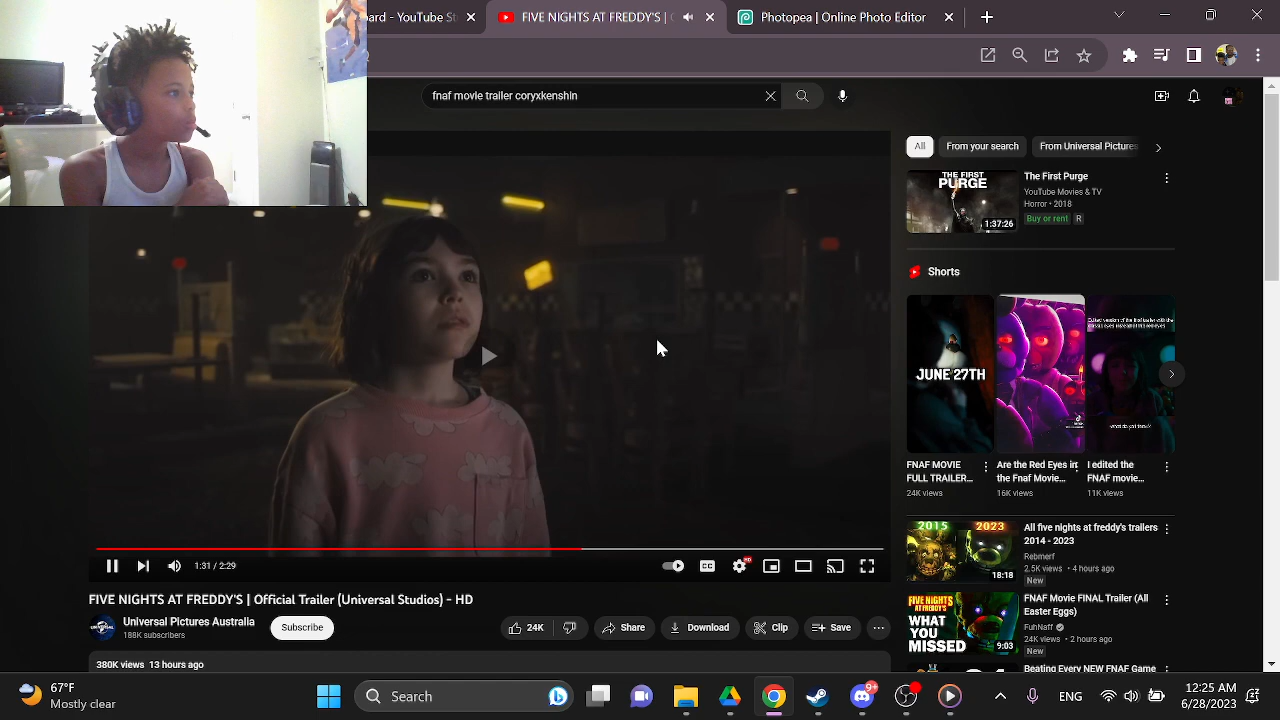 ard - YouTube St
FIVE NIGHTS AT FREDDY'S | O
oto Editor
fnaf movie trailer coryxkenshin
All
From your search
From Universal Pictures
THE FIRST PURGE
1:37:26
The First Purge
YouTube Movies & TV
Horror • 2018
Buy or rent
R
Shorts
JUNE 27TH
FNAF MOVIE FULL TRAILER...
24K views
Are the Red Eyes in the Fnaf Movie...
16K views
I edited the FNAF movie...
11K views
1:31 / 2:29
HD
FIVE NIGHTS AT FREDDY'S | Official Trailer (Universal Studios) - HD
Universal Pictures Australia
188K subscribers
Subscribe
24K
Share
Download
Clip
Save
380K views 13 hours ago
2015
2023
18:18
All five nights at freddy's trailers 2014 - 2023
Rebmerf
2.5K views • 4 hours ago
New
FIVE NIGHTS
WHAT YOU MISSED
9:03
FNAF Movie FINAL Trailer (All Easter Eggs)
FuhNaff
24K views • 2 hours ago
New
Beating Every NEW FNAF Game
67°F
Mostly clear
Search
ENG
12:25 AM
6/28/2023